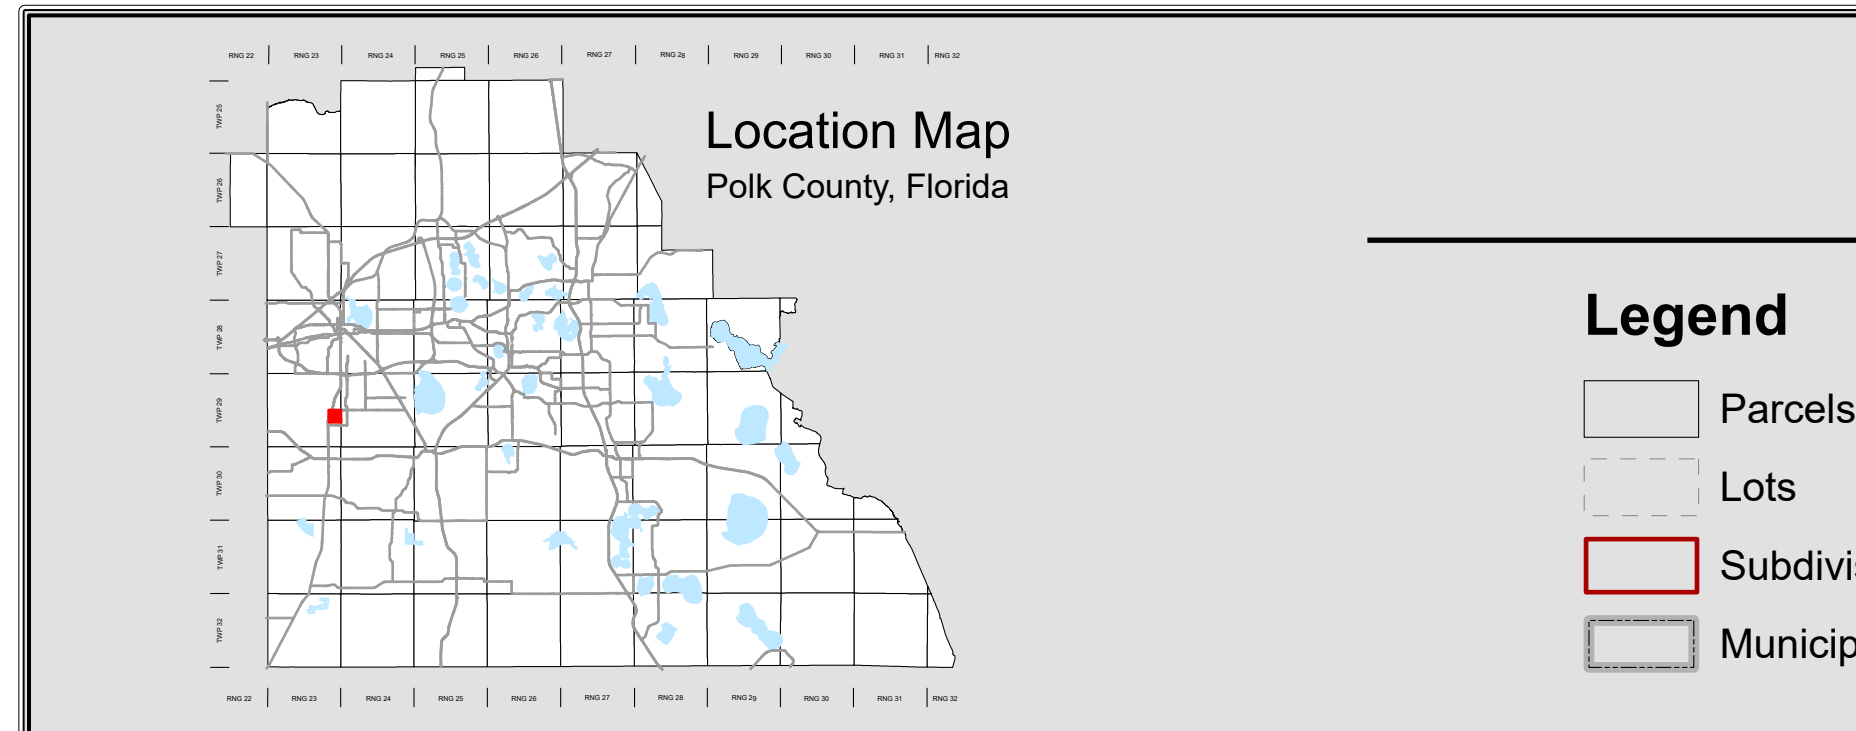 RNG 22 RNG 23 RNG 24 RNG 25 RNG 26 RNG 27 RNG 28 RNG 29 RNG 30 RNG 31 RNG 32
Location Map
Polk County, Florida
TWP 25
TWP 26
TWP 27
TWP 28
TWP 29
TWP 30
TWP 31
TWP 32
RNG 22 RNG 23 RNG 24 RNG 25 RNG 26 RNG 27 RNG 28 RNG 29 RNG 30 RNG 31 RNG 32
Legend
Parcels
Lots
Subdivis
Municip